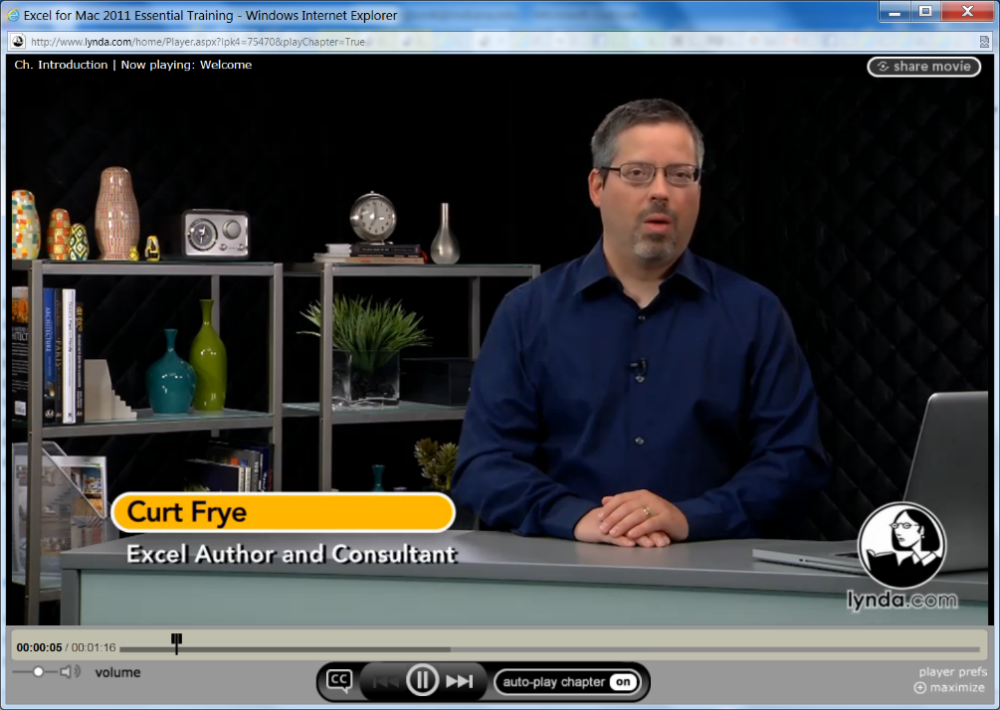 Excel for Mac 2011 Essential Training - Windows Internet Explorer
http://www.lynda.com/home/Player.aspx?lpk4=75470&playChapter=True
Ch. Introduction | Now playing: Welcome
share movie
ARCHITECTURE
PARIS
Curt Frye
Excel Author and Consultant
lynda.com
00:00:05 / 00:01:16
volume
CC
auto-play chapter on
player prefs
maximize